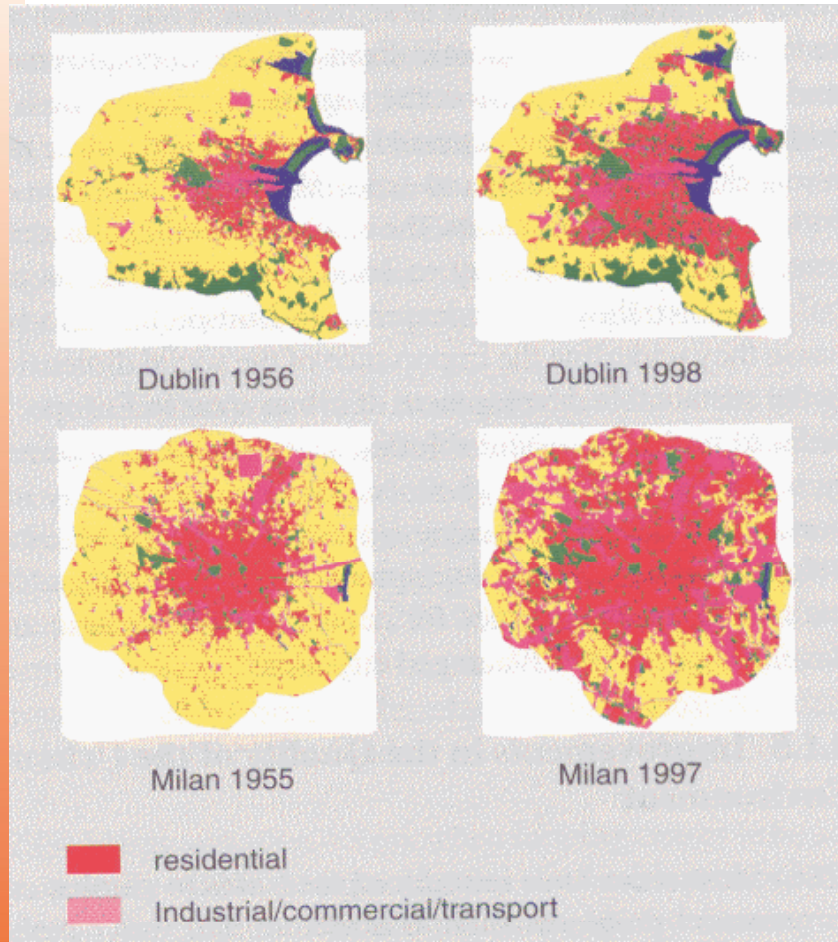 Dublin 1956
Dublin 1998
Milan 1955
Milan 1997
residential
Industrial/commercial/transport